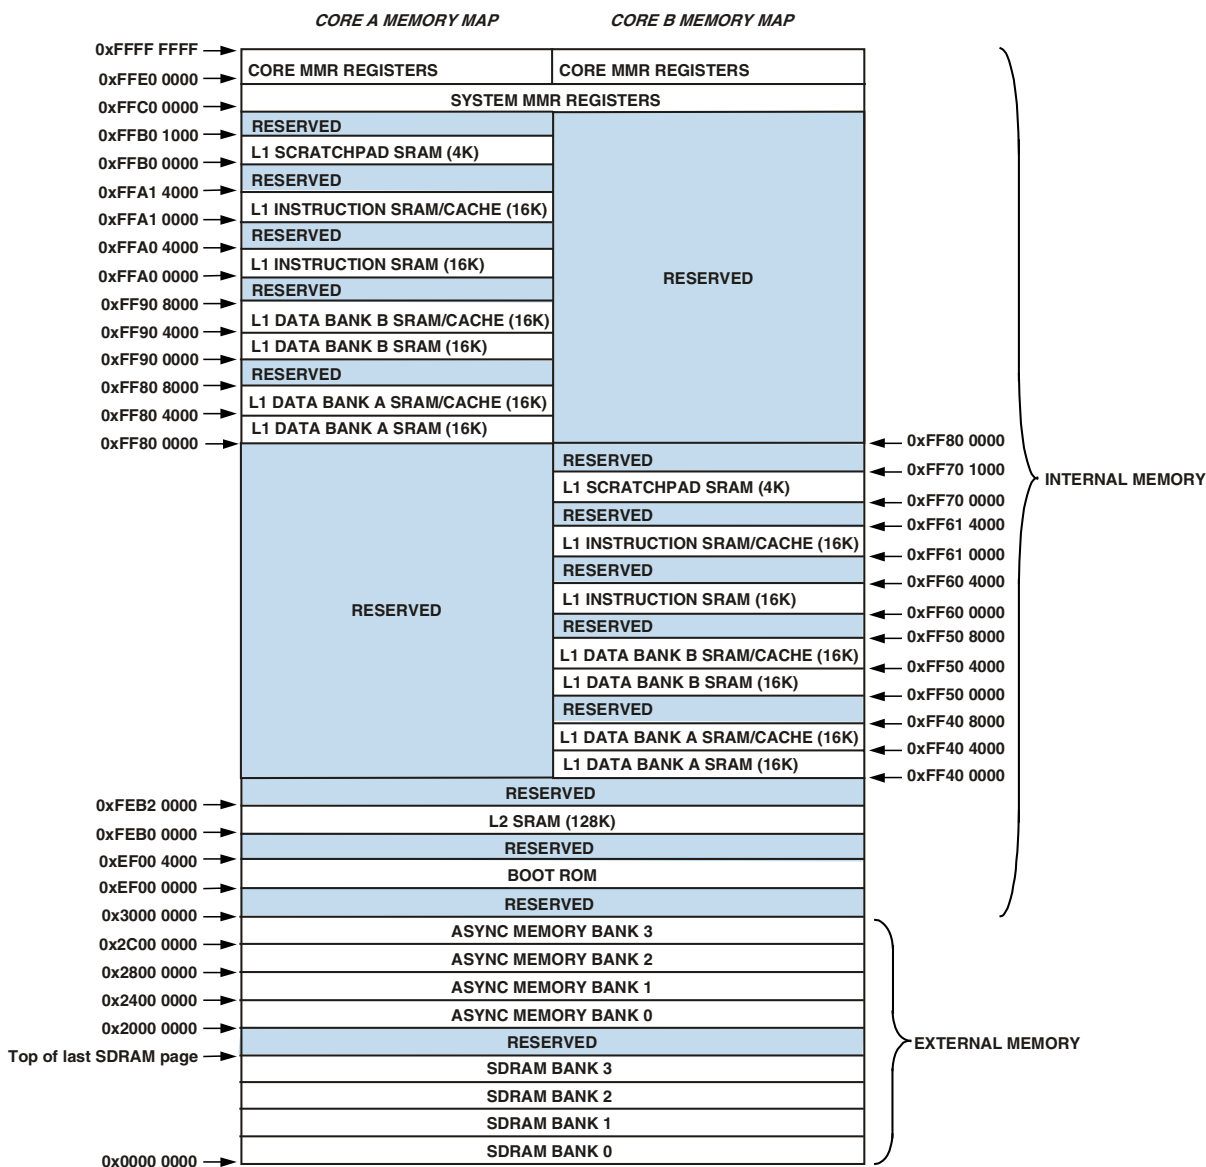 CORE A MEMORY MAP
CORE B MEMORY MAP
0xFFFF FFFF
CORE MMR REGISTERS
CORE MMR REGISTERS
0xFFE0 0000
SYSTEM MMR REGISTERS
0xFFC0 0000
RESERVED
0xFFB0 1000
L1 SCRATCHPAD SRAM (4K)
0xFFB0 0000
RESERVED
0xFFA1 4000
L1 INSTRUCTION SRAM/CACHE (16K)
0xFFA1 0000
RESERVED
0xFFA0 4000
L1 INSTRUCTION SRAM (16K)
0xFFA0 0000
RESERVED
0xFF90 8000
L1 DATA BANK B SRAM/CACHE (16K)
0xFF90 4000
L1 DATA BANK B SRAM (16K)
0xFF90 0000
RESERVED
0xFF80 8000
L1 DATA BANK A SRAM/CACHE (16K)
0xFF80 4000
L1 DATA BANK A SRAM (16K)
0xFF80 0000
RESERVED
RESERVED
0xFF80 0000
RESERVED
0xFF70 1000
L1 SCRATCHPAD SRAM (4K)
0xFF70 0000
RESERVED
0xFF61 4000
L1 INSTRUCTION SRAM/CACHE (16K)
0xFF61 0000
RESERVED
0xFF60 4000
L1 INSTRUCTION SRAM (16K)
0xFF60 0000
RESERVED
0xFF50 8000
L1 DATA BANK B SRAM/CACHE (16K)
0xFF50 4000
L1 DATA BANK B SRAM (16K)
0xFF50 0000
RESERVED
0xFF40 8000
L1 DATA BANK A SRAM/CACHE (16K)
0xFF40 4000
L1 DATA BANK A SRAM (16K)
0xFF40 0000
INTERNAL MEMORY
RESERVED
0xFEB2 0000
L2 SRAM (128K)
0xFEB0 0000
RESERVED
0xEF00 4000
BOOT ROM
0xEF00 0000
RESERVED
0x3000 0000
ASYNC MEMORY BANK 3
0x2C00 0000
ASYNC MEMORY BANK 2
0x2800 0000
ASYNC MEMORY BANK 1
0x2400 0000
ASYNC MEMORY BANK 0
0x2000 0000
RESERVED
EXTERNAL MEMORY
Top of last SDRAM page
SDRAM BANK 3
SDRAM BANK 2
SDRAM BANK 1
SDRAM BANK 0
0x0000 0000